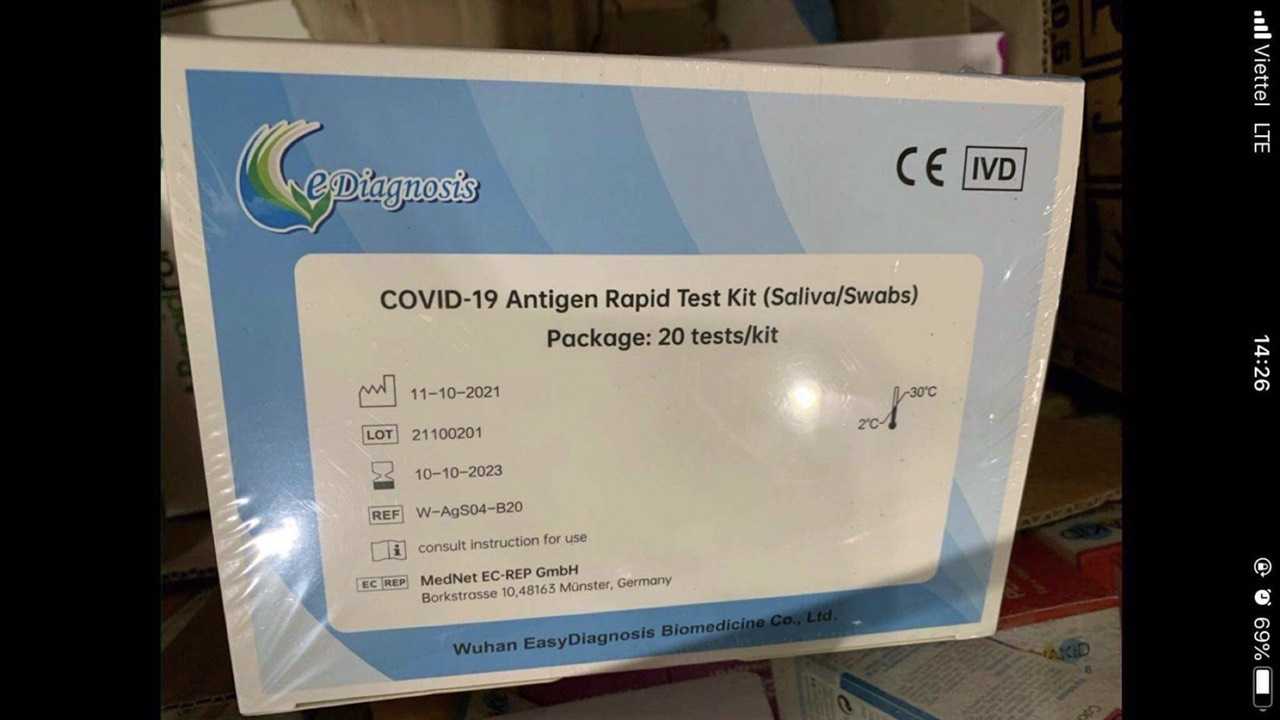 eDiagnosis
CE IVD
COVID-19 Antigen Rapid Test Kit (Saliva/Swabs)
Package: 20 tests/kit
11-10-2021
30°C
2°C
LOT 21100201
10-10-2023
REF W-AgS04-B20
consult instruction for use
EC REP MedNet EC-REP GmbH
Borkstrasse 10,48163 Münster, Germany
Wuhan EasyDiagnosis Biomedicine Co., Ltd.
Viettel LTE
14:26
69%